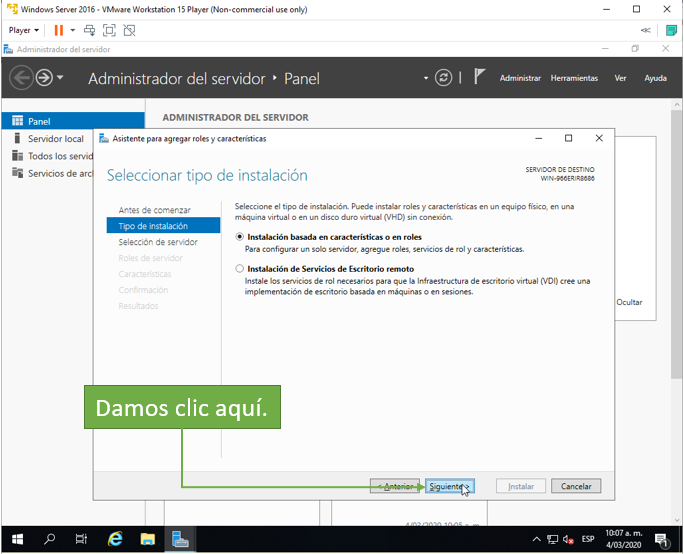 Windows Server 2016 - VMware Workstation 15 Player (Non-commercial use only)
Player
Administrador del servidor
Administrador del servidor • Panel
Administrar Herramientas Ver Ayuda
Panel
Servidor local
Todos los servid
Servicios de arc
ADMINISTRADOR DEL SERVIDOR
Asistente para agregar roles y características
Seleccionar tipo de instalación
SERVIDOR DE DESTINO
WIN-966ERIR8686
Antes de comenzar
Tipo de instalación
Selección de servidor
Roles de servidor
Características
Confirmación
Resultados
Seleccione el tipo de instalación. Puede instalar roles y características en un equipo físico, en una
máquina virtual o en un disco duro virtual (VHD) sin conexión.
Instalación basada en características o en roles
Para configurar un solo servidor, agregue roles, servicios de rol y características.
Instalación de Servicios de Escritorio remoto
Instale los servicios de rol necesarios para que la Infraestructura de escritorio virtual (VDI) cree una
implementación de escritorio basada en máquinas o en sesiones.
Ocultar
Damos clic aquí.
< Anterior Siguiente > Instalar Cancelar
4/03/2020 10:05 a. m.
ESP
10:07 a. m.
4/03/2020
1